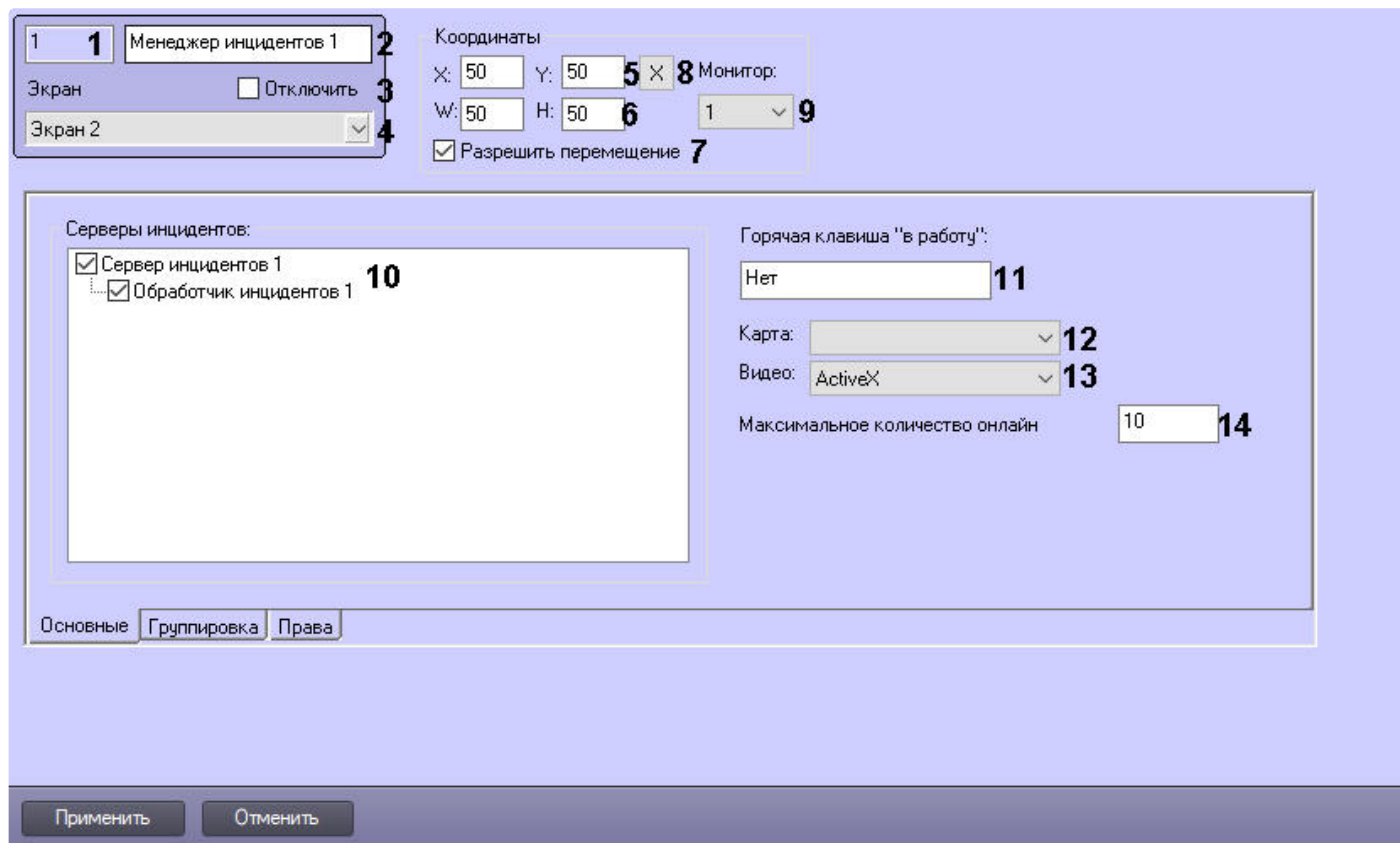 1 1 Менеджер инцидентов 1 2
Экран Отключить 3
Экран 2 4
Координаты
X: 50 Y: 50 5 X 8 Монитор:
W: 50 H: 50 6 1 9
Разрешить перемещение 7
Серверы инцидентов:
Сервер инцидентов 1
Обработчик инцидентов 1
10
Горячая клавиша "в работу":
Нет 11
Карта: 12
Видео: ActiveX 13
Максимальное количество онлайн 10 14
Основные Группировка Права
Применить Отменить